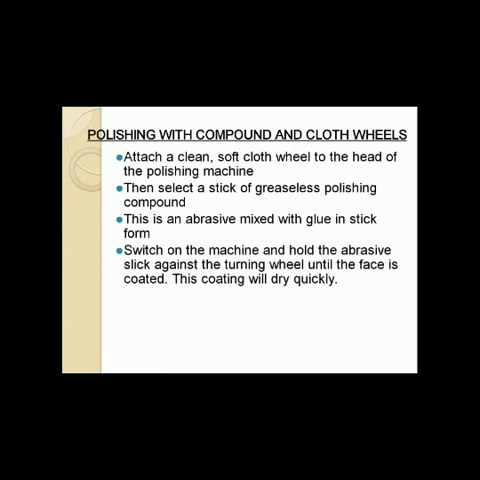 POLISHING WITH COMPOUND AND CLOTH WHEELS
Attach a clean, soft cloth wheel to the head of
the polishing machine
Then select a stick of greaseless polishing
compound
This is an abrasive mixed with glue in stick
form
Switch on the machine and hold the abrasive
slick against the turning wheel until the face is
coated. This coating will dry quickly.